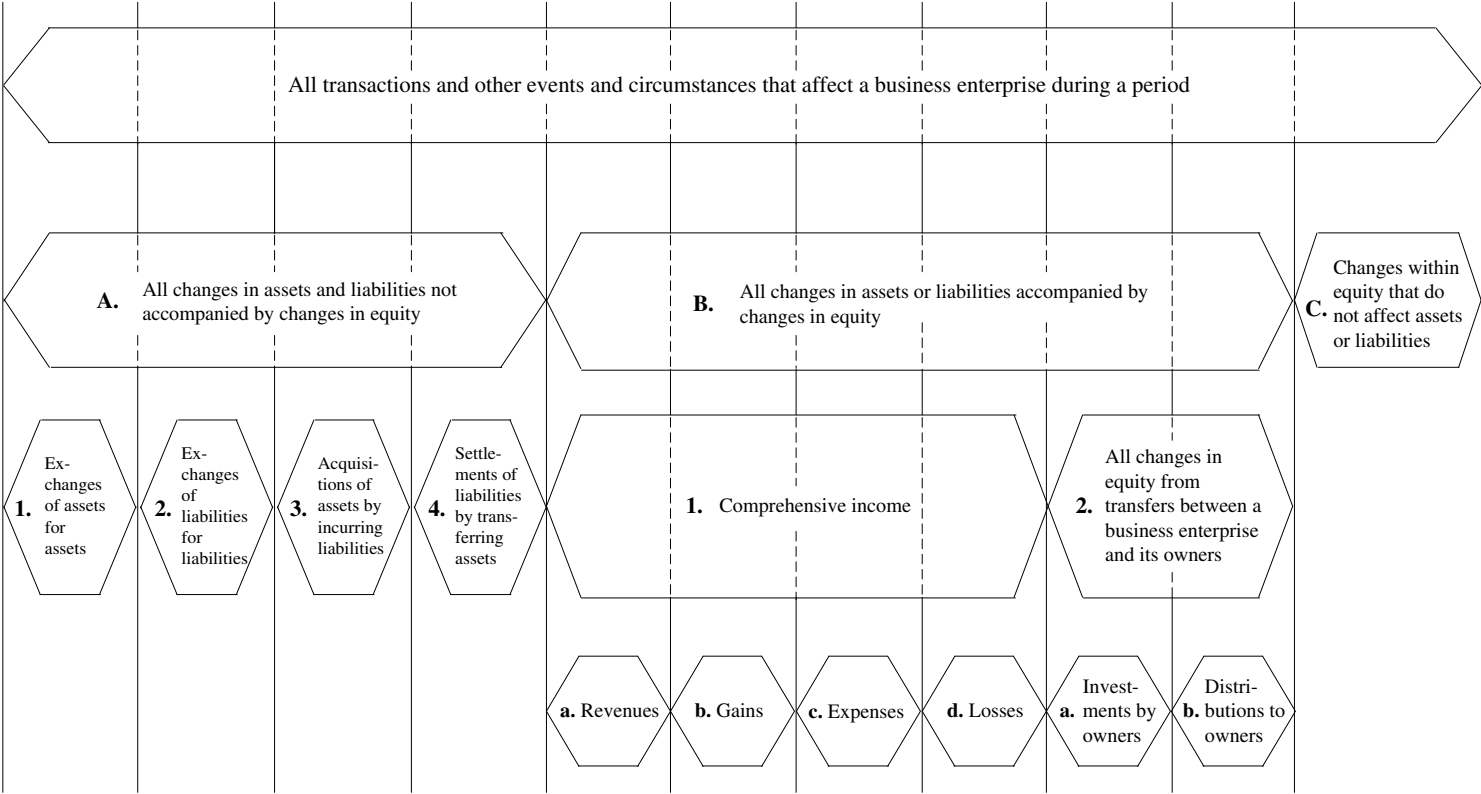 All transactions and other events and circumstances that affect a business enterprise during a period
A. All changes in assets and liabilities not
accompanied by changes in equity
B. All changes in assets or liabilities accompanied by
changes in equity
C. Changes within
equity that do
not affect assets
or liabilities
1. Ex-
changes
of assets
for
assets
2. Ex-
changes
of
liabilities
for
liabilities
3. Acquisi-
tions of
assets by
incurring
liabilities
4. Settle-
ments of
liabilities
by trans-
ferring
assets
1. Comprehensive income
2. All changes in
equity from
transfers between a
business enterprise
and its owners
a. Revenues
b. Gains
c. Expenses
d. Losses
a. Invest-
ments by
owners
b. Distri-
butions to
owners